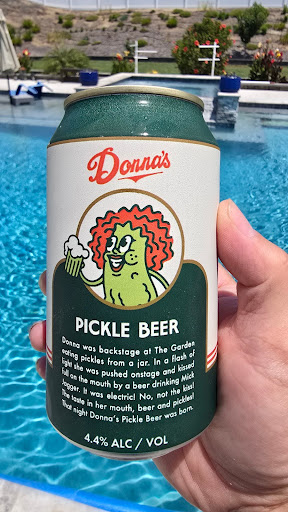 Donna's
PICKLE BEER
Donna was backstage at The Garden
eating pickles from a jar. In a flash of
light she was pushed onstage and kissed
full on the mouth by a beer drinking Mick
Jagger. It was electric! No, not the kiss!
The taste in her mouth, beer and pickles!
That night Donna's Pickle Beer was born.
4.4% ALC / VOL